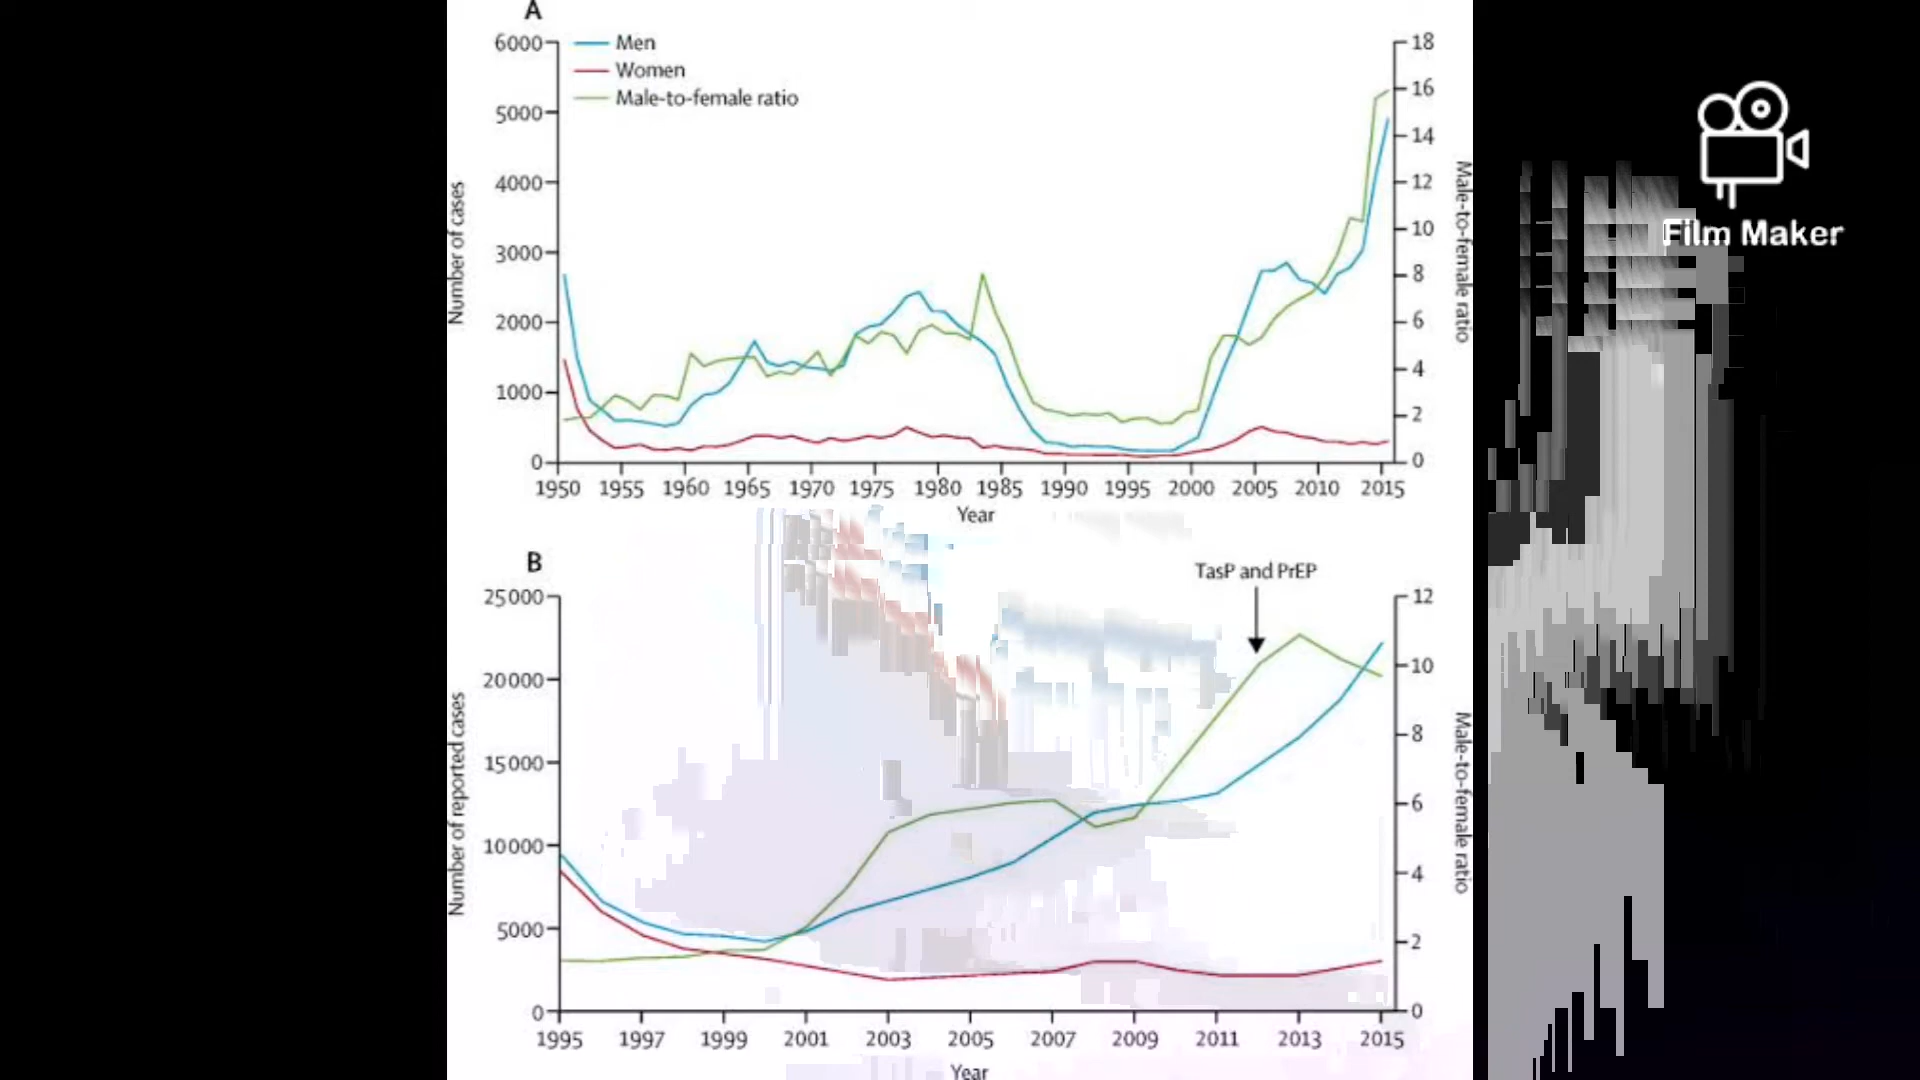 A
Men
Women
Male-to-female ratio
6000
5000
4000
3000
2000
1000
0
Number of cases
18
16
14
12
10
8
6
4
2
0
Male-to-female ratio
1950 1955 1960 1965 1970 1975 1980 1985 1990 1995 2000 2005 2010 2015
Year
Film Maker
B
TasP and PrEP
25000
20000
15000
10000
5000
0
Number of reported cases
12
10
8
6
4
2
0
Male-to-female ratio
1995 1997 1999 2001 2003 2005 2007 2009 2011 2013 2015
Year